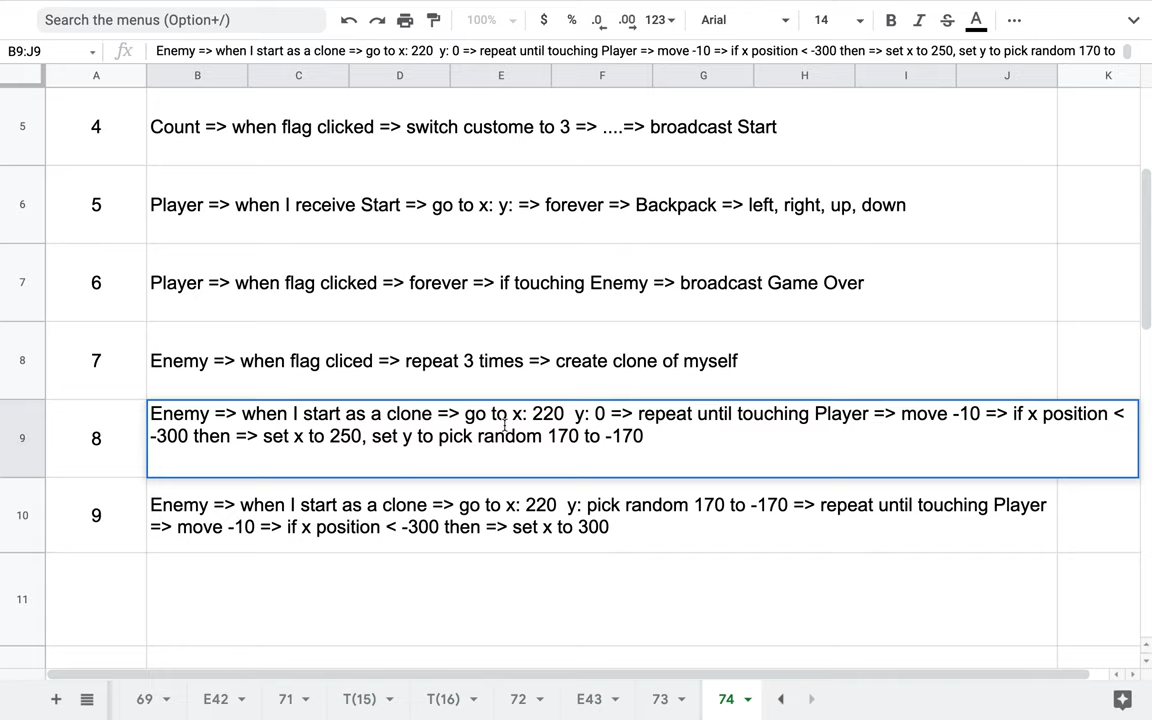 Search the menus (Option+/)
100%
$ % .0 .00 123 Arial 14 B I S A
B9:J9 fx Enemy => when I start as a clone => go to x: 220 y: 0 => repeat until touching Player => move -10 => if x position < -300 then => set x to 250, set y to pick random 170 to
A B C D E F G H I J K
5 4 Count => when flag clicked => switch custome to 3 => ....=> broadcast Start
6 5 Player => when I receive Start => go to x: y: => forever => Backpack => left, right, up, down
7 6 Player => when flag clicked => forever => if touching Enemy => broadcast Game Over
8 7 Enemy => when flag cliced => repeat 3 times => create clone of myself
9 8 Enemy => when I start as a clone => go to x: 220 y: 0 => repeat until touching Player => move -10 => if x position <
-300 then => set x to 250, set y to pick random 170 to -170
10 9 Enemy => when I start as a clone => go to x: 220 y: pick random 170 to -170 => repeat until touching Player
=> move -10 => if x position < -300 then => set x to 300
11
69 E42 71 T(15) T(16) 72 E43 73 74